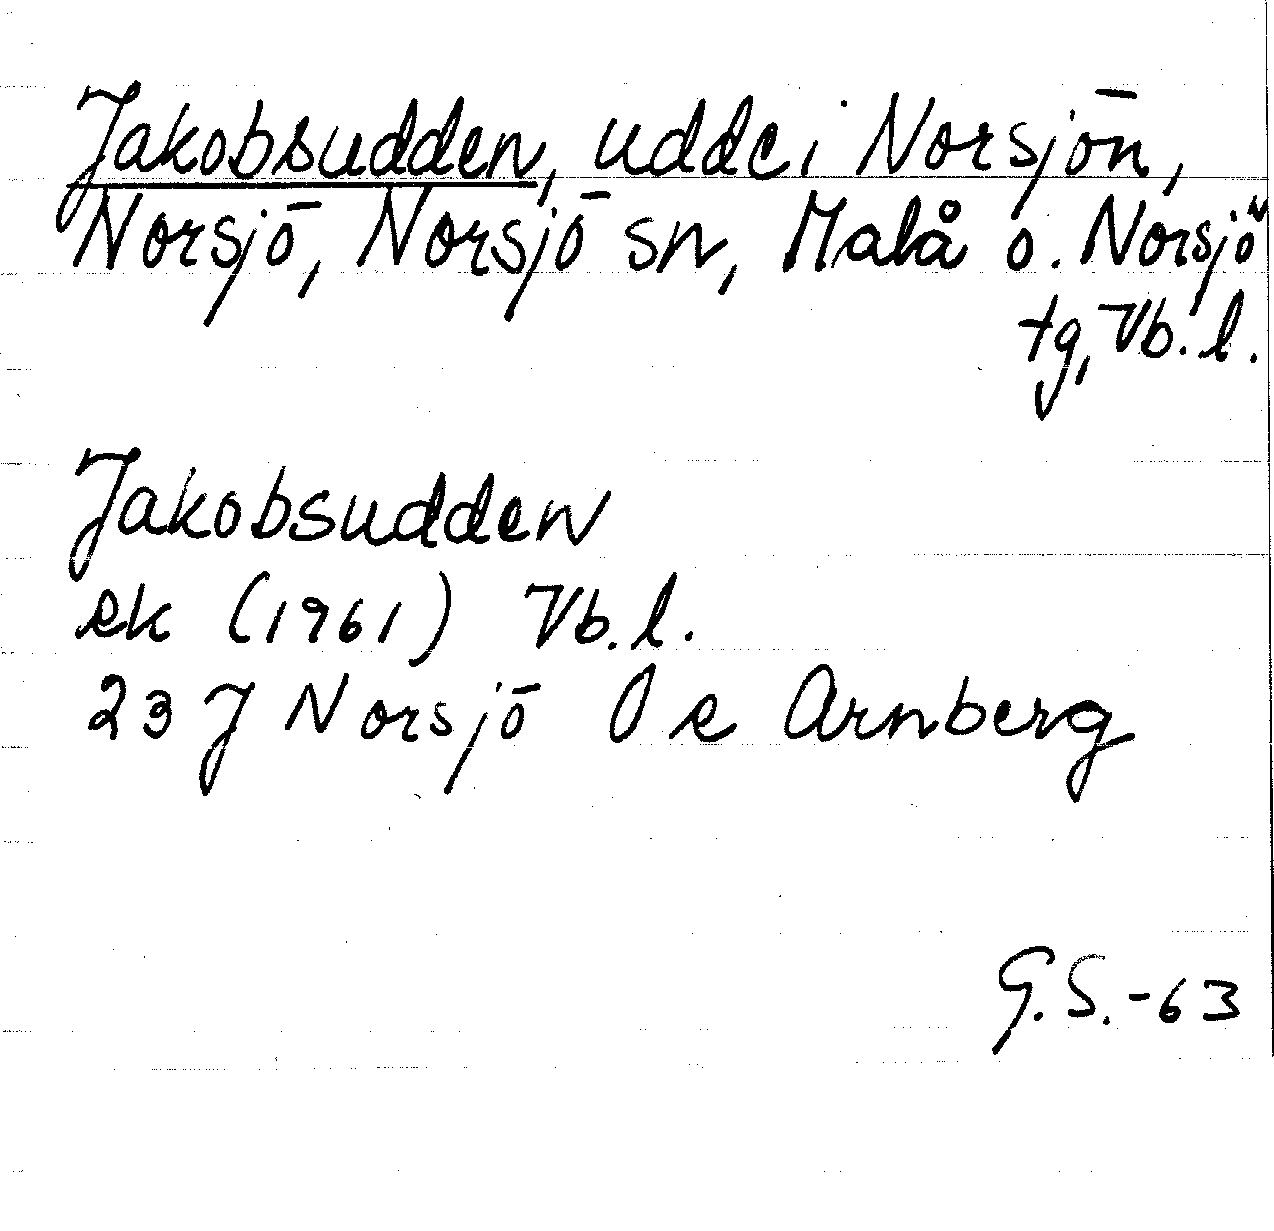 Jakobsudden, udde i Norsjön,
Norsjö, Norsjö sn, Malå o. Norsjö
tg, Vb. l.
Jakobsudden
ek (1961) Vb. l.
23 J Norsjö O e Arnberg
G.S.-63